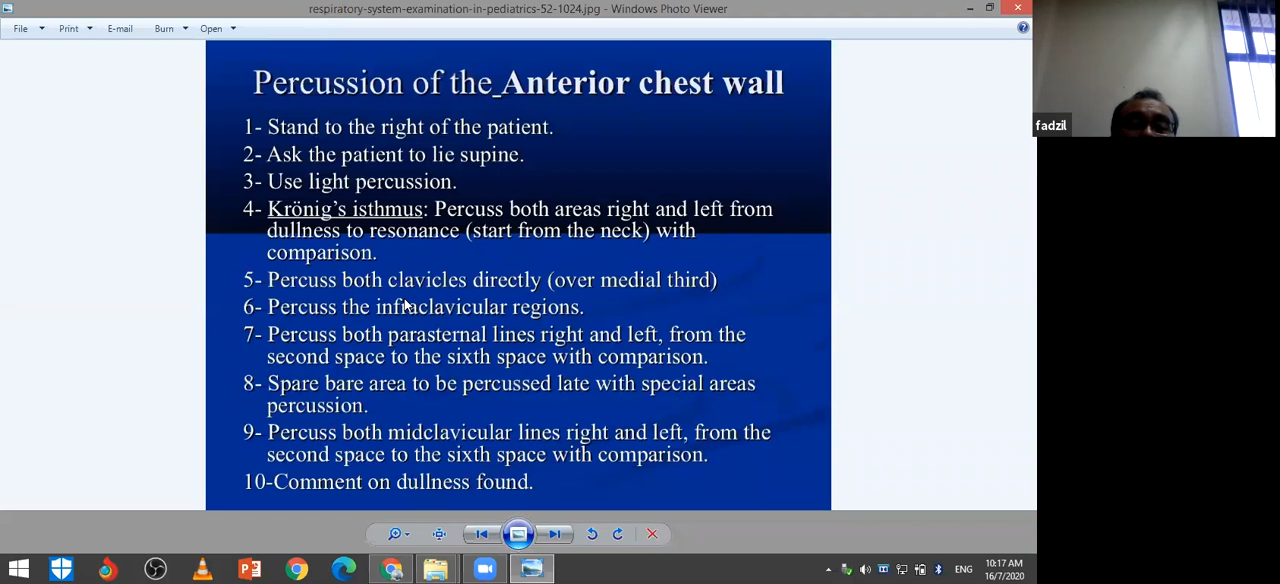 respiratory-system-examination-in-pediatrics-52-1024.jpg - Windows Photo Viewer
File Print E-mail Burn Open
Percussion of the Anterior chest wall
1- Stand to the right of the patient.
2- Ask the patient to lie supine.
3- Use light percussion.
4- Krönig’s isthmus: Percuss both areas right and left from
dullness to resonance (start from the neck) with
comparison.
5- Percuss both clavicles directly (over medial third)
6- Percuss the infraclavicular regions.
7- Percuss both parasternal lines right and left, from the
second space to the sixth space with comparison.
8- Spare bare area to be percussed late with special areas
percussion.
9- Percuss both midclavicular lines right and left, from the
second space to the sixth space with comparison.
10-Comment on dullness found.
fadzil
ENG
10:17 AM
16/7/2020